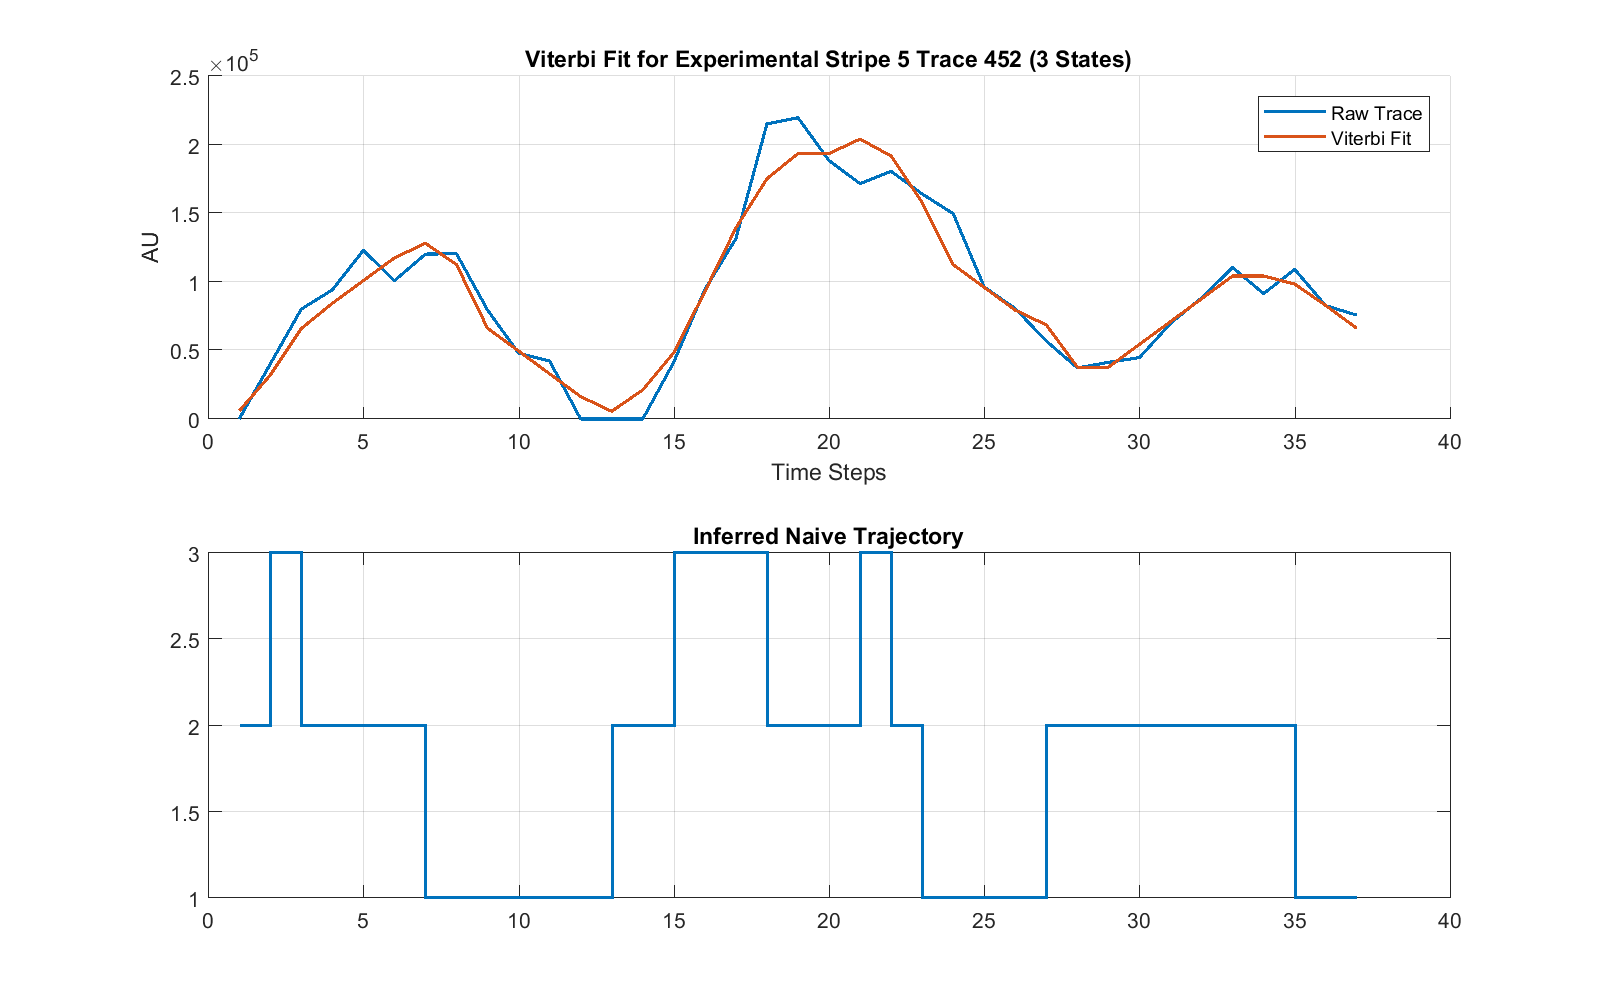 Viterbi Fit for Experimental Stripe 5 Trace 452 (3 States)
×10^5
2.5
2
1.5
1
0.5
0
AU
Raw Trace
Viterbi Fit
0 5 10 15 20 25 30 35 40
Time Steps
Inferred Naive Trajectory
3
2.5
2
1.5
1
0 5 10 15 20 25 30 35 40